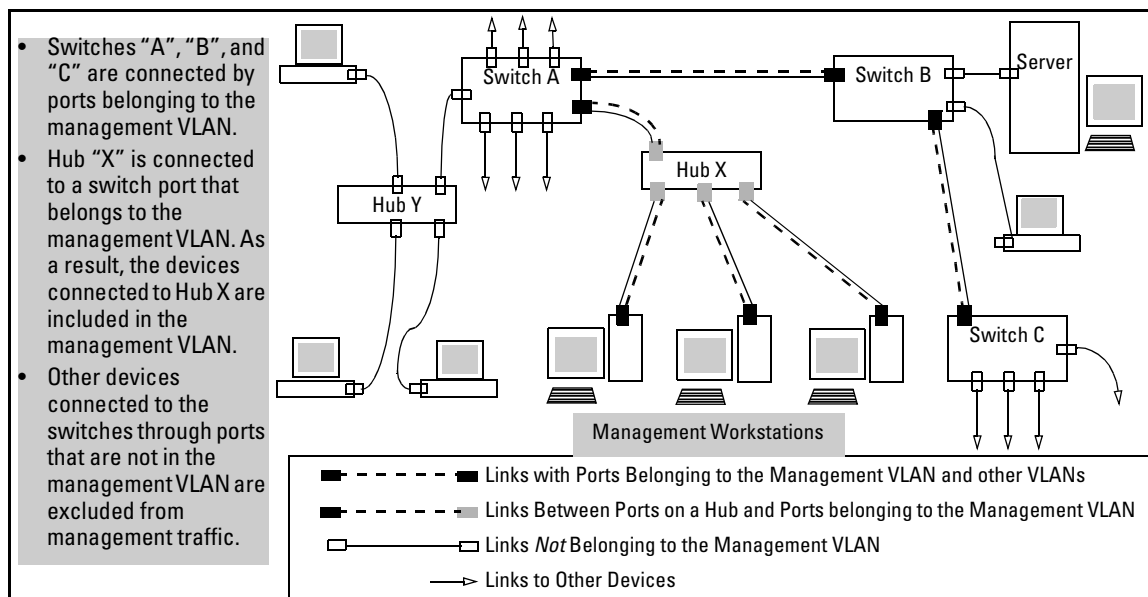 • Switches “A”, “B”, and
“C” are connected by
ports belonging to the
management VLAN.
• Hub “X” is connected
to a switch port that
belongs to the
management VLAN. As
a result, the devices
connected to Hub X are
included in the
management VLAN.
• Other devices
connected to the
switches through ports
that are not in the
management VLAN are
excluded from
management traffic.
Switch A
Switch B
Server
Hub X
Hub Y
Switch C
Management Workstations
Links with Ports Belonging to the Management VLAN and other VLANs
Links Between Ports on a Hub and Ports belonging to the Management VLAN
Links Not Belonging to the Management VLAN
Links to Other Devices